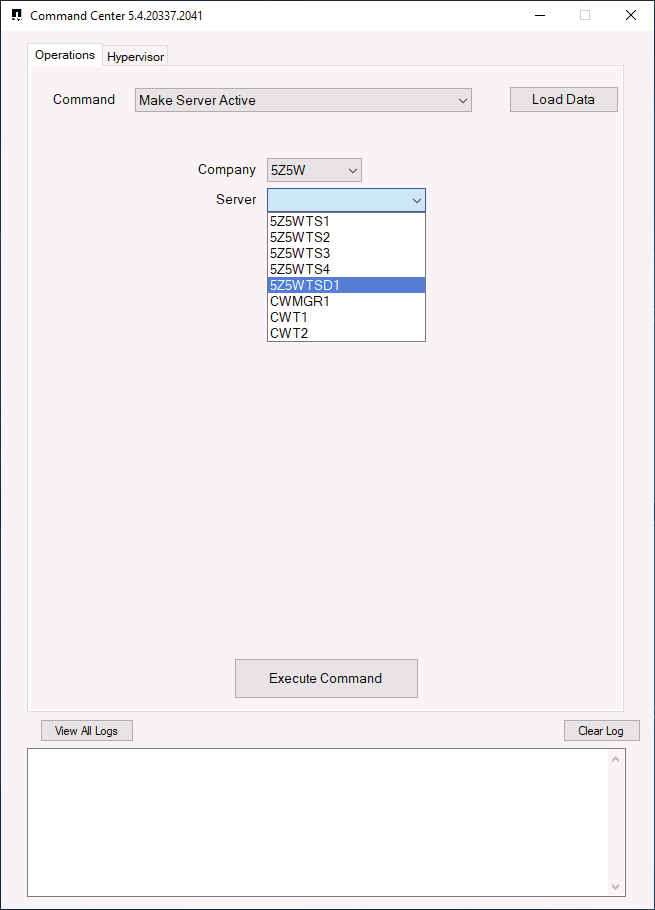 Command Center 5.4.20337.2041
Operations
Hypervisor
Command
Make Server Active
Load Data
Company
5Z5W
Server
5Z5WTS1
5Z5WTS2
5Z5WTS3
5Z5WTS4
5Z5WTSD1
CWMGR1
CWT1
CWT2
Execute Command
View All Logs
Clear Log